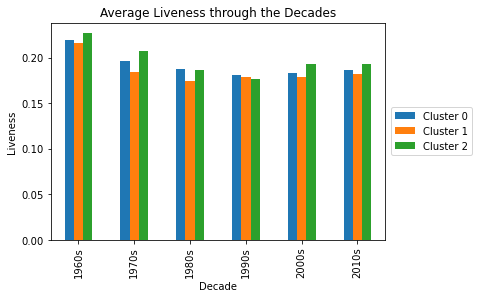 Average Liveness through the Decades
Liveness
0.20
0.15
0.10
0.05
0.00
1960s
1970s
1980s
1990s
2000s
2010s
Decade
Cluster 0
Cluster 1
Cluster 2